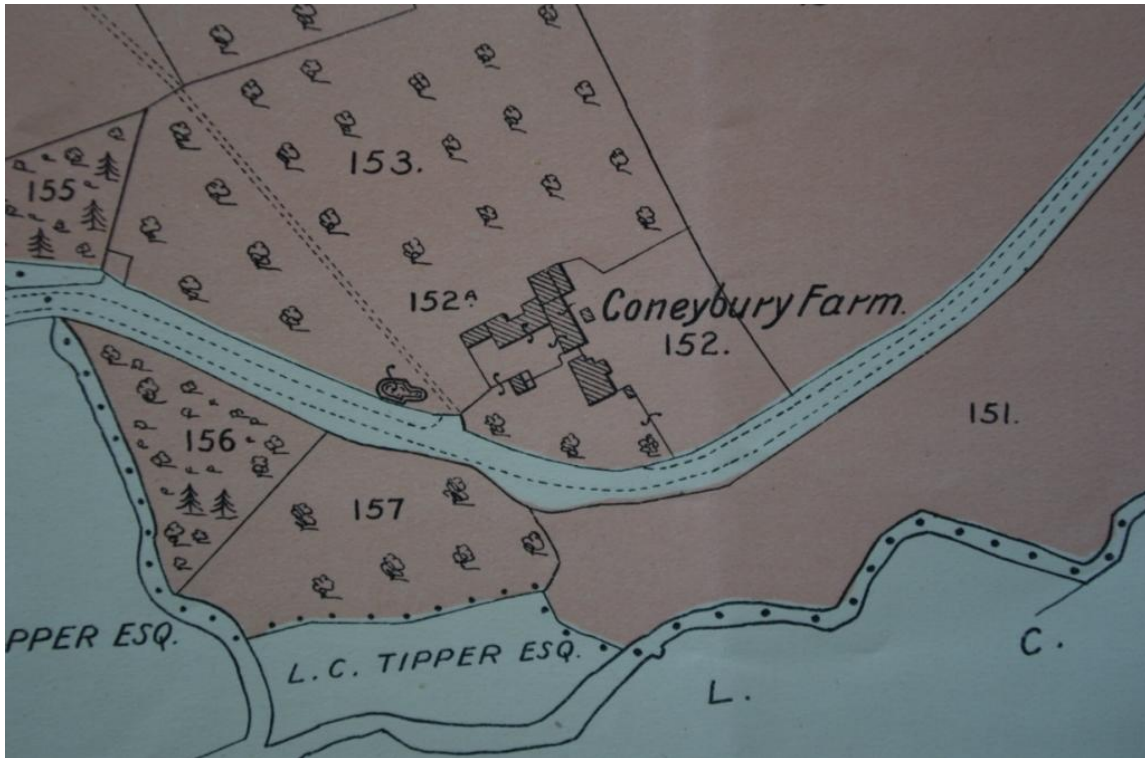 153.
155
152ᴬ.
Coneybury Farm.
152.
151.
156
157
PPER ESQ.
L. C. TIPPER ESQ.
L.
C.